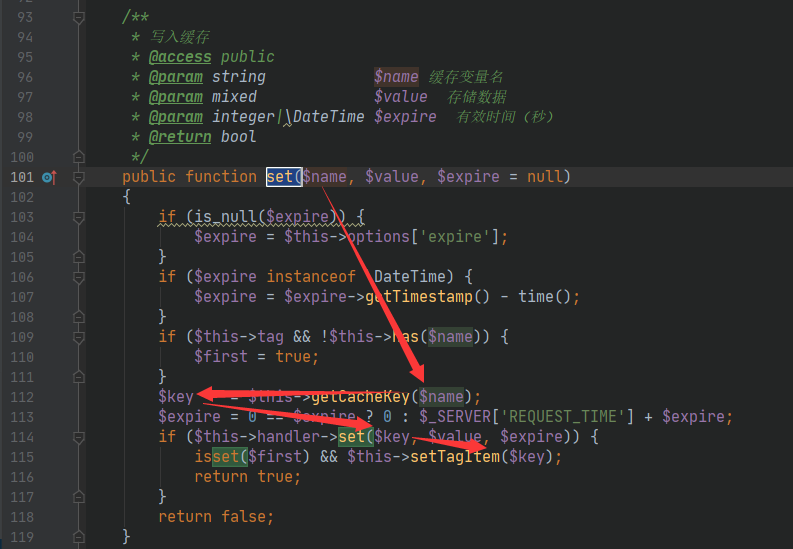 93 /**
94 * 写入缓存
95 * @access public
96 * @param string $name 缓存变量名
97 * @param mixed $value 存储数据
98 * @param integer|\DateTime $expire 有效时间（秒）
99 * @return bool
100 */
101 public function set($name, $value, $expire = null)
102 {
103 if (is_null($expire)) {
104 $expire = $this->options['expire'];
105 }
106 if ($expire instanceof DateTime) {
107 $expire = $expire->getTimestamp() - time();
108 }
109 if ($this->tag && !$this->has($name)) {
110 $first = true;
111 }
112 $key = $this->getCacheKey($name);
113 $expire = 0 == $expire ? 0 : $_SERVER['REQUEST_TIME'] + $expire;
114 if ($this->handler->set($key, $value, $expire)) {
115 isset($first) && $this->setTagItem($key);
116 return true;
117 }
118 return false;
119 }